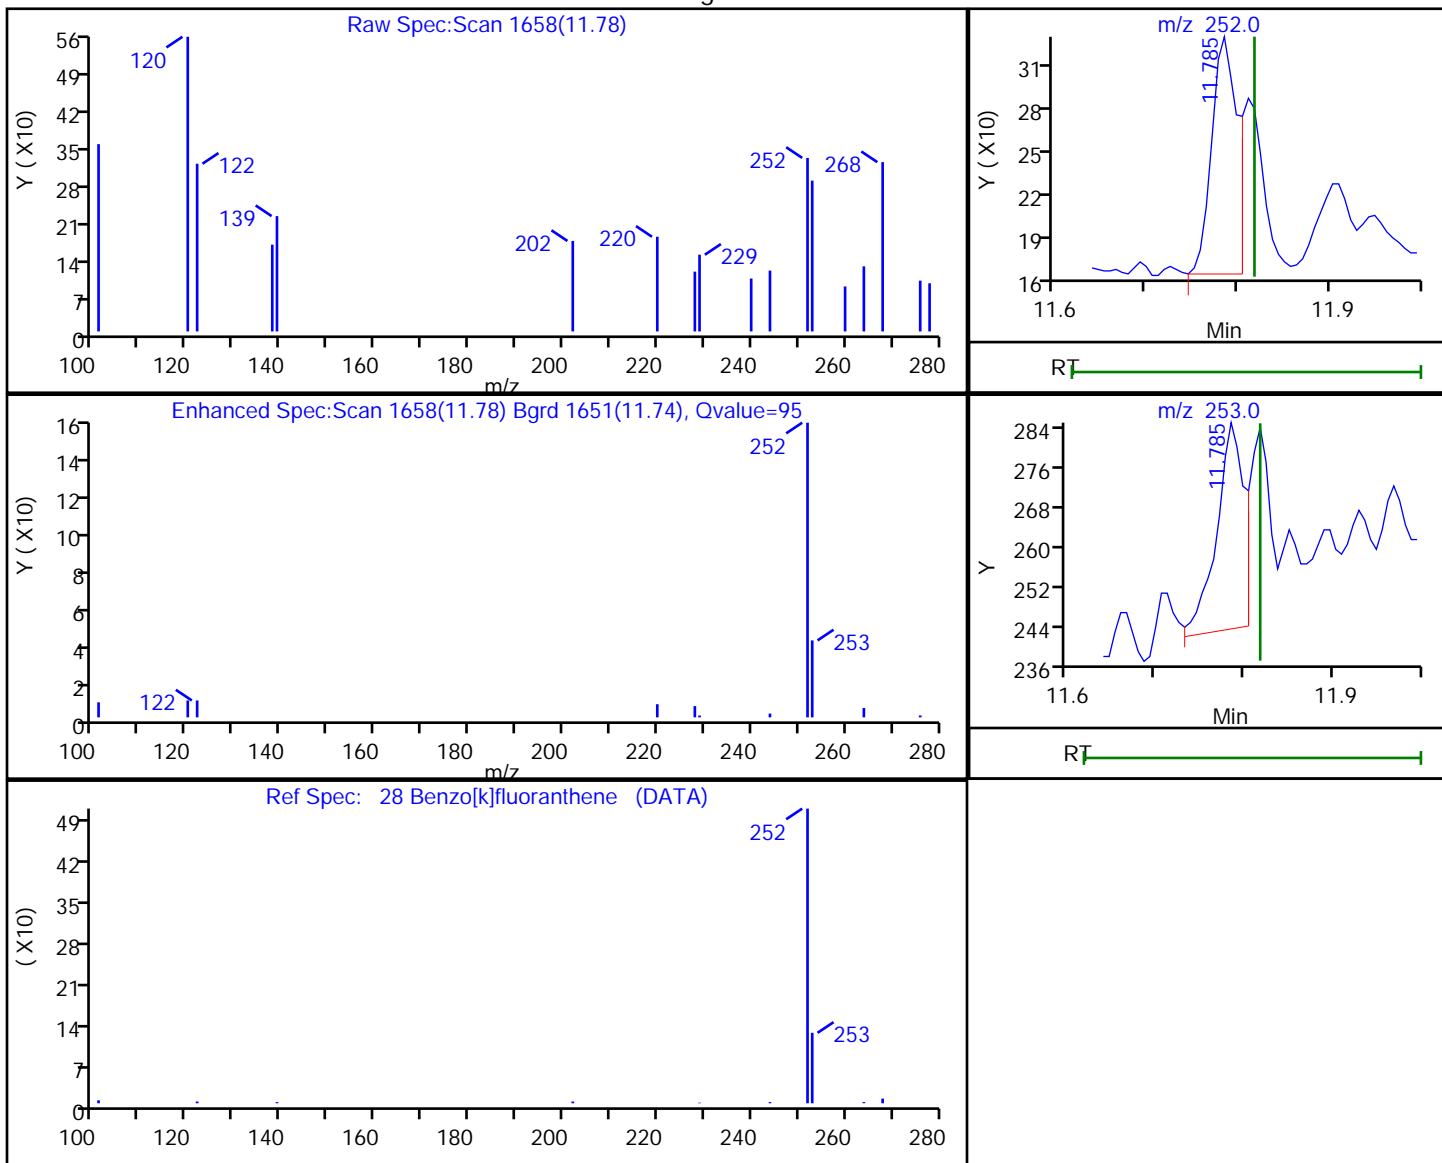 Raw Spec:Scan 1658(11.78)
Y ( X10)
56
49
42
35
28
21
14
7
0
120
122
139
202
220
229
252
268
100 120 140 160 180 200 220 240 260 280
m/z
m/z 252.0
Y ( X10)
31
28
25
22
19
16
11.785
11.6 11.9
Min
RT
Enhanced Spec:Scan 1658(11.78) Bgrd 1651(11.74), Qvalue=95
Y ( X10)
16
14
12
10
8
6
4
2
0
122
252
253
100 120 140 160 180 200 220 240 260 280
m/z
m/z 253.0
Y
284
276
268
260
252
244
236
11.785
11.6 11.9
Min
RT
Ref Spec: 28 Benzo[k]fluoranthene (DATA)
( X10)
49
42
35
28
21
14
7
0
252
253
100 120 140 160 180 200 220 240 260 280